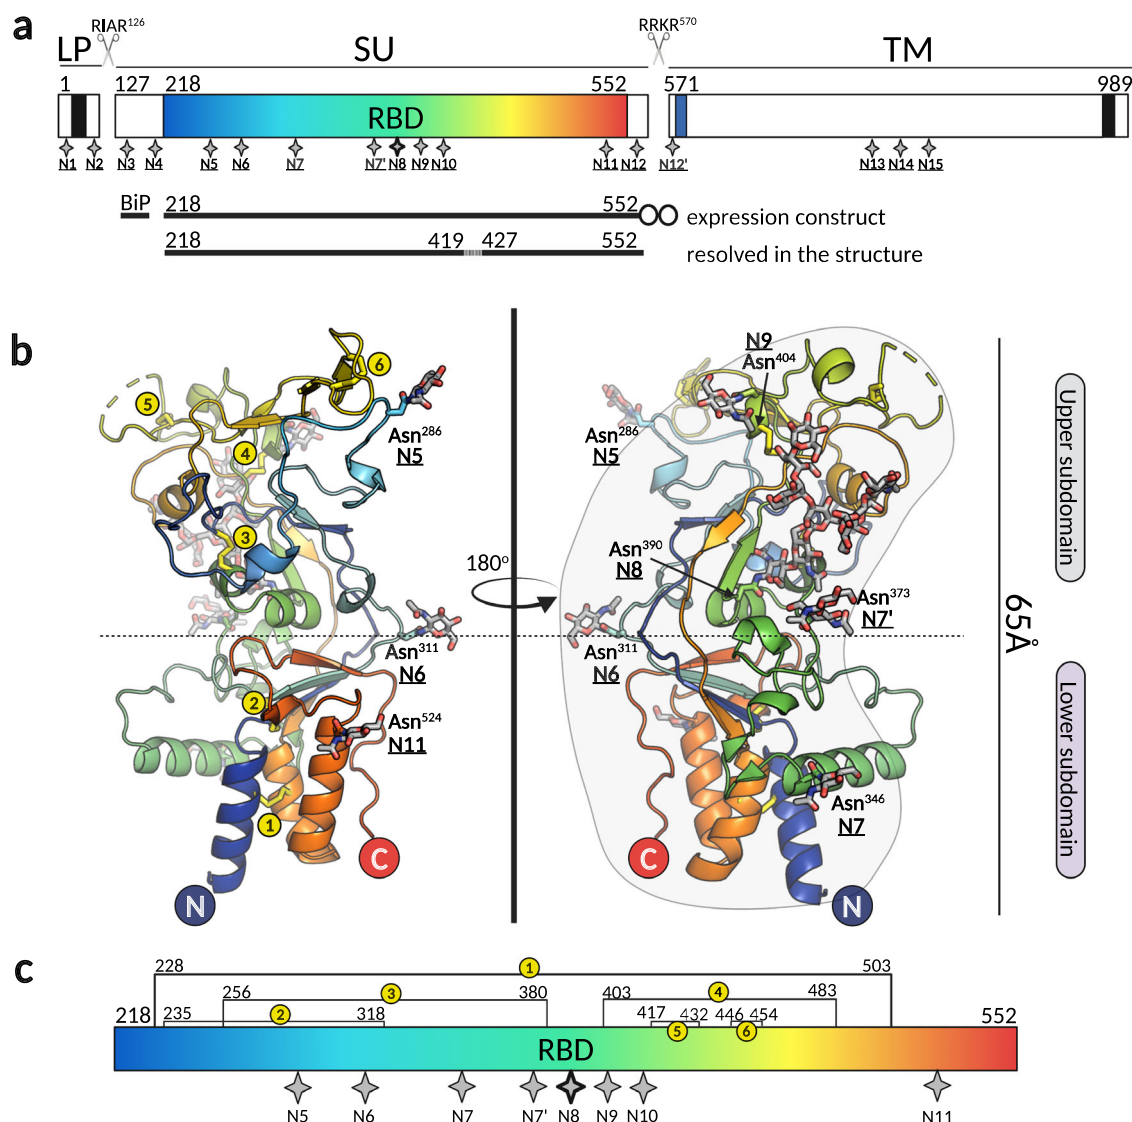 a
RIAR126
RRKR570
LP SU TM
1 127 218 552 571 989
RBD
N1 N2 N3 N4 N5 N6 N7 N7' N8 N9 N10 N11 N12 N12' N13 N14 N15
BiP 218 552 expression construct
218 419 427 552 resolved in the structure
b
6
5
4
3
2
1
Asn286
N5
Asn311
N6
Asn524
N11
N
C
180°
N9
Asn404
Asn286
N5
Asn390
N8
Asn373
N7'
Asn311
N6
Asn346
N7
C
N
65Å
Upper subdomain
Lower subdomain
c
228 1 503
256 3 380 403 4 483
218 235 2 318 417 432 446 454 552
5 6
RBD
N5 N6 N7 N7' N8 N9 N10 N11